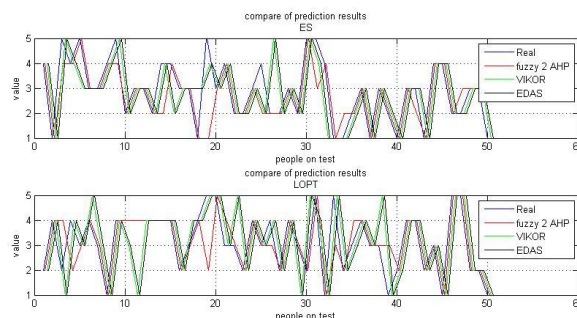 compare of prediction results
ES
5
4
3
2
1
value
0
10
20
30
40
50
60
people on test
Real
fuzzy 2 AHP
VIKOR
EDAS
compare of prediction results
LOPT
5
4
3
2
1
value
0
10
20
30
40
50
60
people on test
Real
fuzzy 2 AHP
VIKOR
EDAS